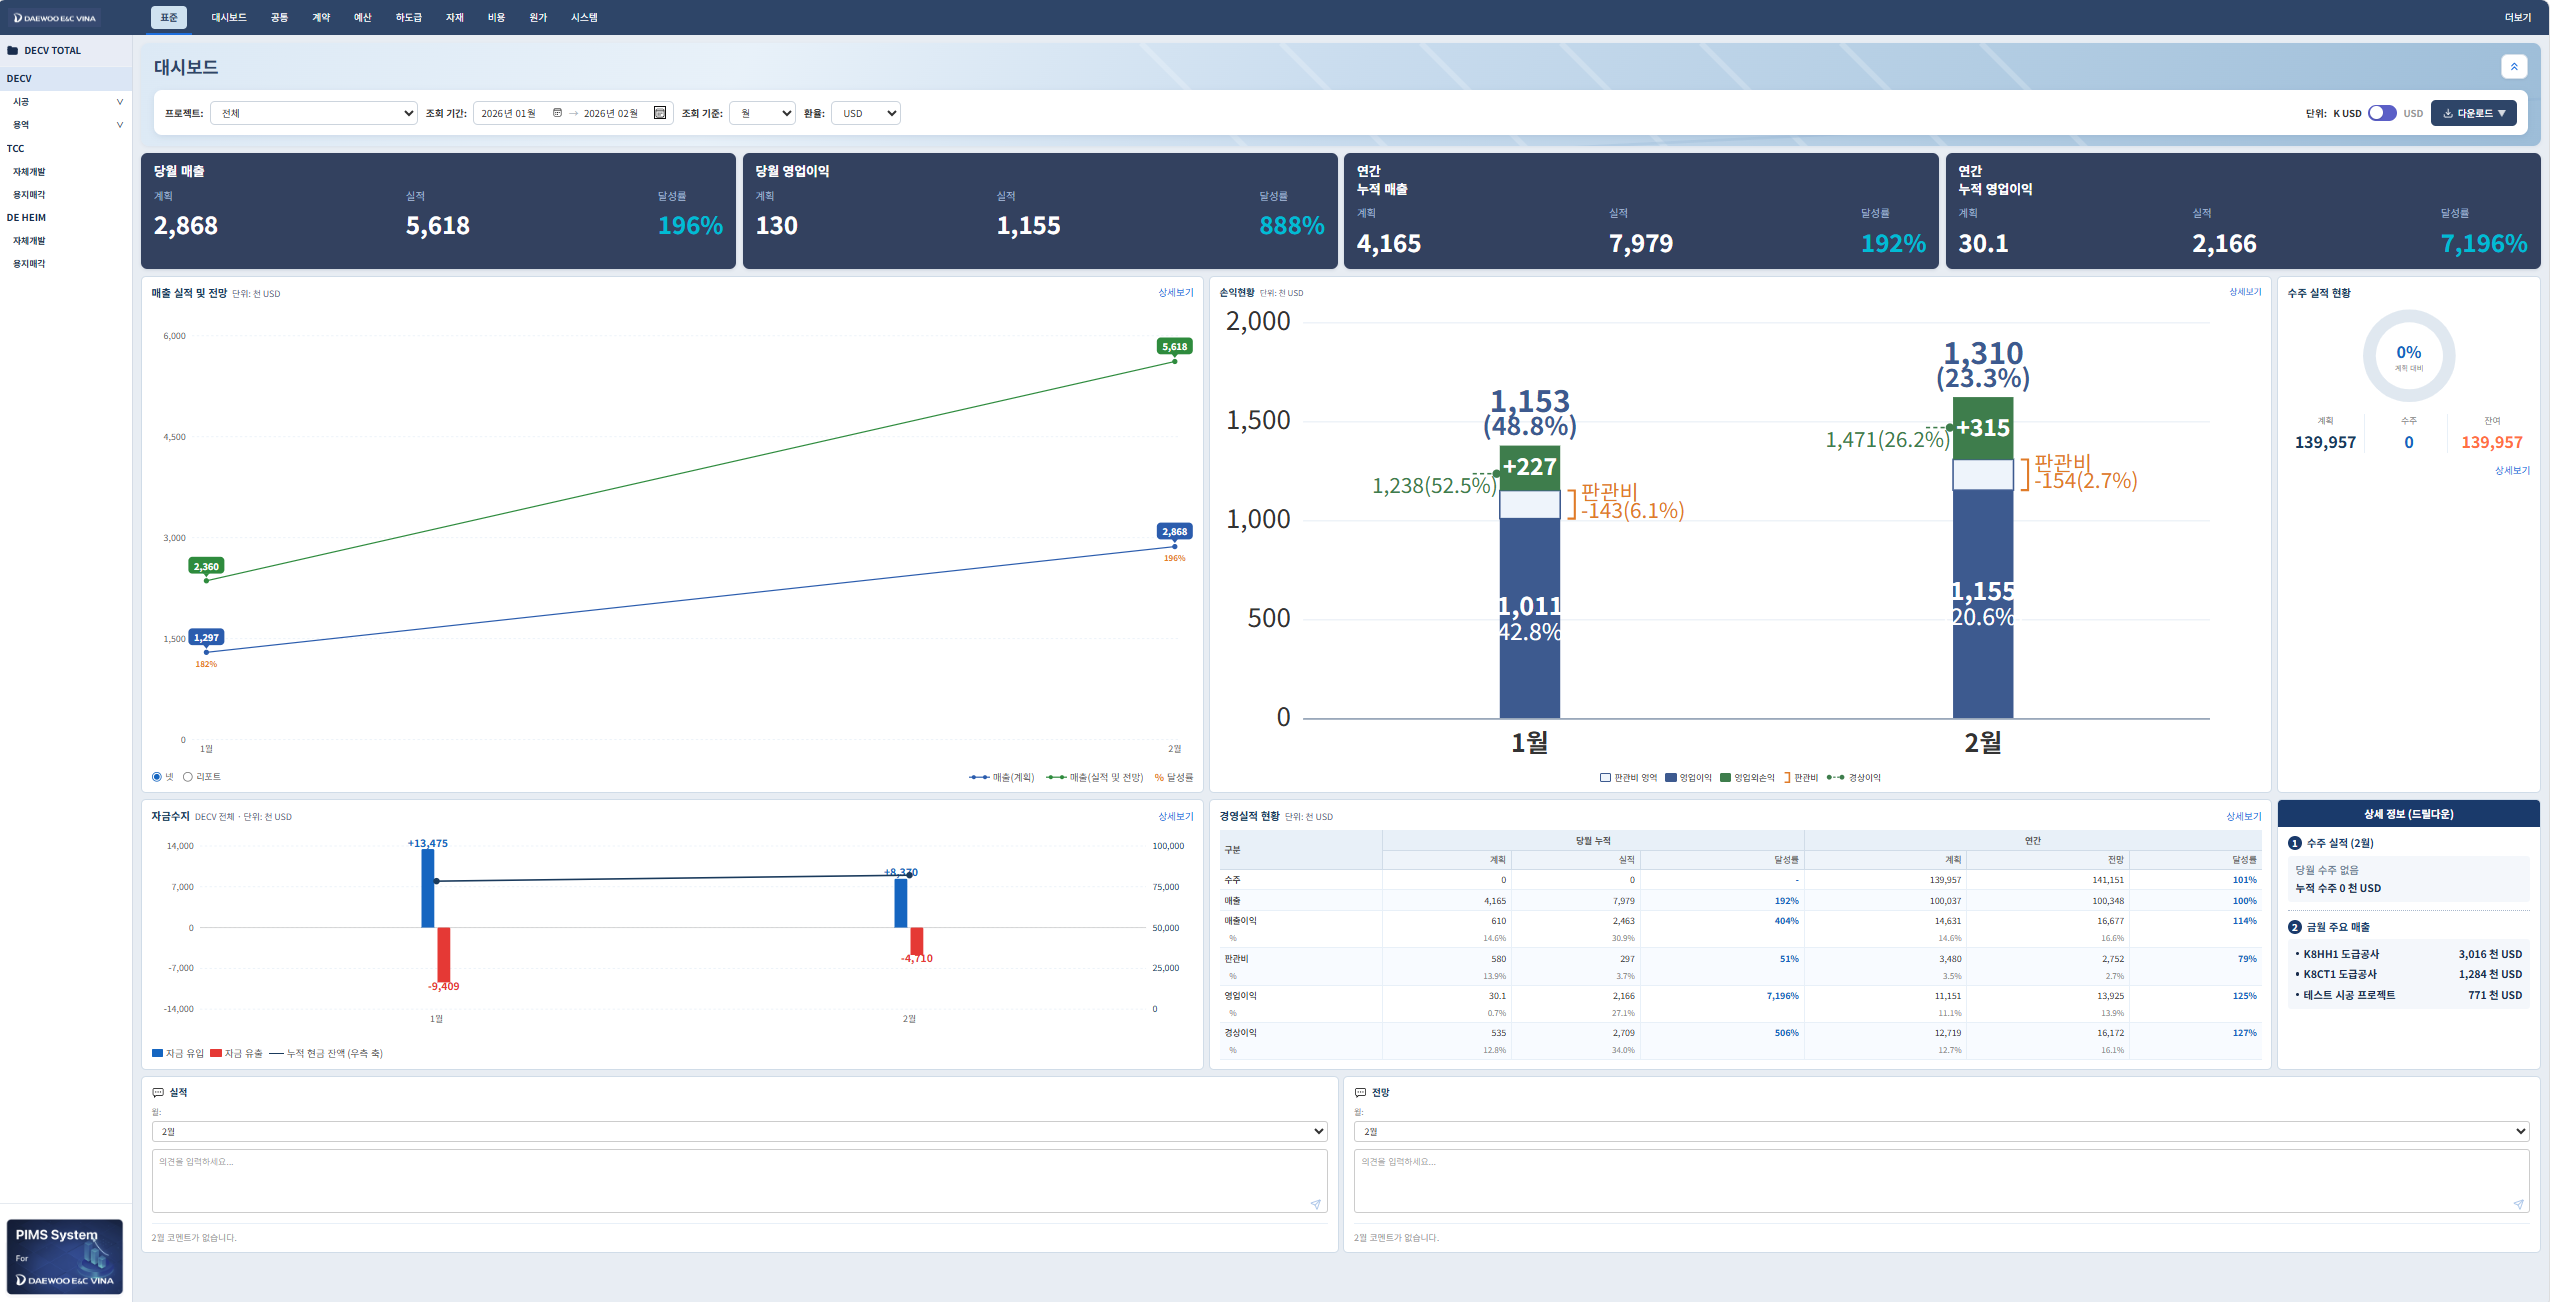 DAEWOO E&C VINA
표준 대시보드 공통 계약 예산 하도급 자재 비용 원가 시스템 더보기
DECV TOTAL
DECV
시공
용역
TCC
자체개발
용지매각
DE HEIM
자체개발
용지매각
PIMS System
For
DAEWOO E&C VINA
대시보드
프로젝트: 전체 조회 기간: 2026년 01월 → 2026년 02월 조회 기준: 월 환율: USD 단위: K USD USD 다운로드 ▼
당월 매출
계획 실적 달성률
2,868 5,618 196%
당월 영업이익
계획 실적 달성률
130 1,155 888%
연간
누적 매출
계획 실적 달성률
4,165 7,979 192%
연간
누적 영업이익
계획 실적 달성률
30.1 2,166 7,196%
매출 실적 및 전망 단위: 천 USD 상세보기
6,000
5,618
4,500
3,000
2,868
196%
2,360
1,500 1,297
182%
0
1월 2월
넷 리포트 매출(계획) 매출(실적 및 전망) % 달성률
손익현황 단위: 천 USD 상세보기
2,000
1,310
(23.3%)
1,153
(48.8%)
1,500
+315
1,471(26.2%)
+227
1,238(52.5%)
판관비
-154(2.7%)
판관비
-143(6.1%)
1,000
1,155
20.6%
1,011
42.8%
500
0
1월 2월
판관비 영역 영업이익 영업외손익 판관비 경상이익
수주 실적 현황
0%
계획 대비
계획 수주 잔여
139,957 0 139,957
상세보기
자금수지 DECV 전체 · 단위: 천 USD 상세보기
14,000 +13,475 100,000
+8,370
7,000 75,000
0 50,000
-4,710
-7,000 25,000
-9,409
-14,000 0
1월 2월
자금 유입 자금 유출 누적 현금 잔액 (우측 축)
경영실적 현황 단위: 천 USD 상세보기
구분 당월 누적 연간
계획 실적 달성률 계획 전망 달성률
수주 0 0 - 139,957 141,151 101%
매출 4,165 7,979 192% 100,037 100,348 100%
매출이익 610 2,463 404% 14,631 16,677 114%
% 14.6% 30.9% 14.6% 16.6%
판관비 580 297 51% 3,480 2,752 79%
% 13.9% 3.7% 3.5% 2.7%
영업이익 30.1 2,166 7,196% 11,151 13,925 125%
% 0.7% 27.1% 11.1% 13.9%
경상이익 535 2,709 506% 12,719 16,172 127%
% 12.8% 34.0% 12.7% 16.1%
상세 정보 (드릴다운)
1 수주 실적 (2월)
당월 수주 없음
누적 수주 0 천 USD
2 금월 주요 매출
• K8HH1 도급공사 3,016 천 USD
• K8CT1 도급공사 1,284 천 USD
• 테스트 시공 프로젝트 771 천 USD
실적
월:
2월
의견을 입력하세요...
2월 코멘트가 없습니다.
전망
월:
2월
의견을 입력하세요...
2월 코멘트가 없습니다.